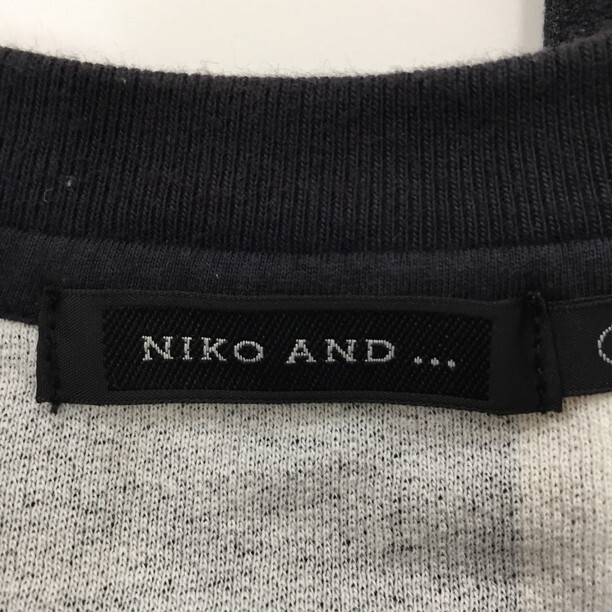 NIKO AND ...